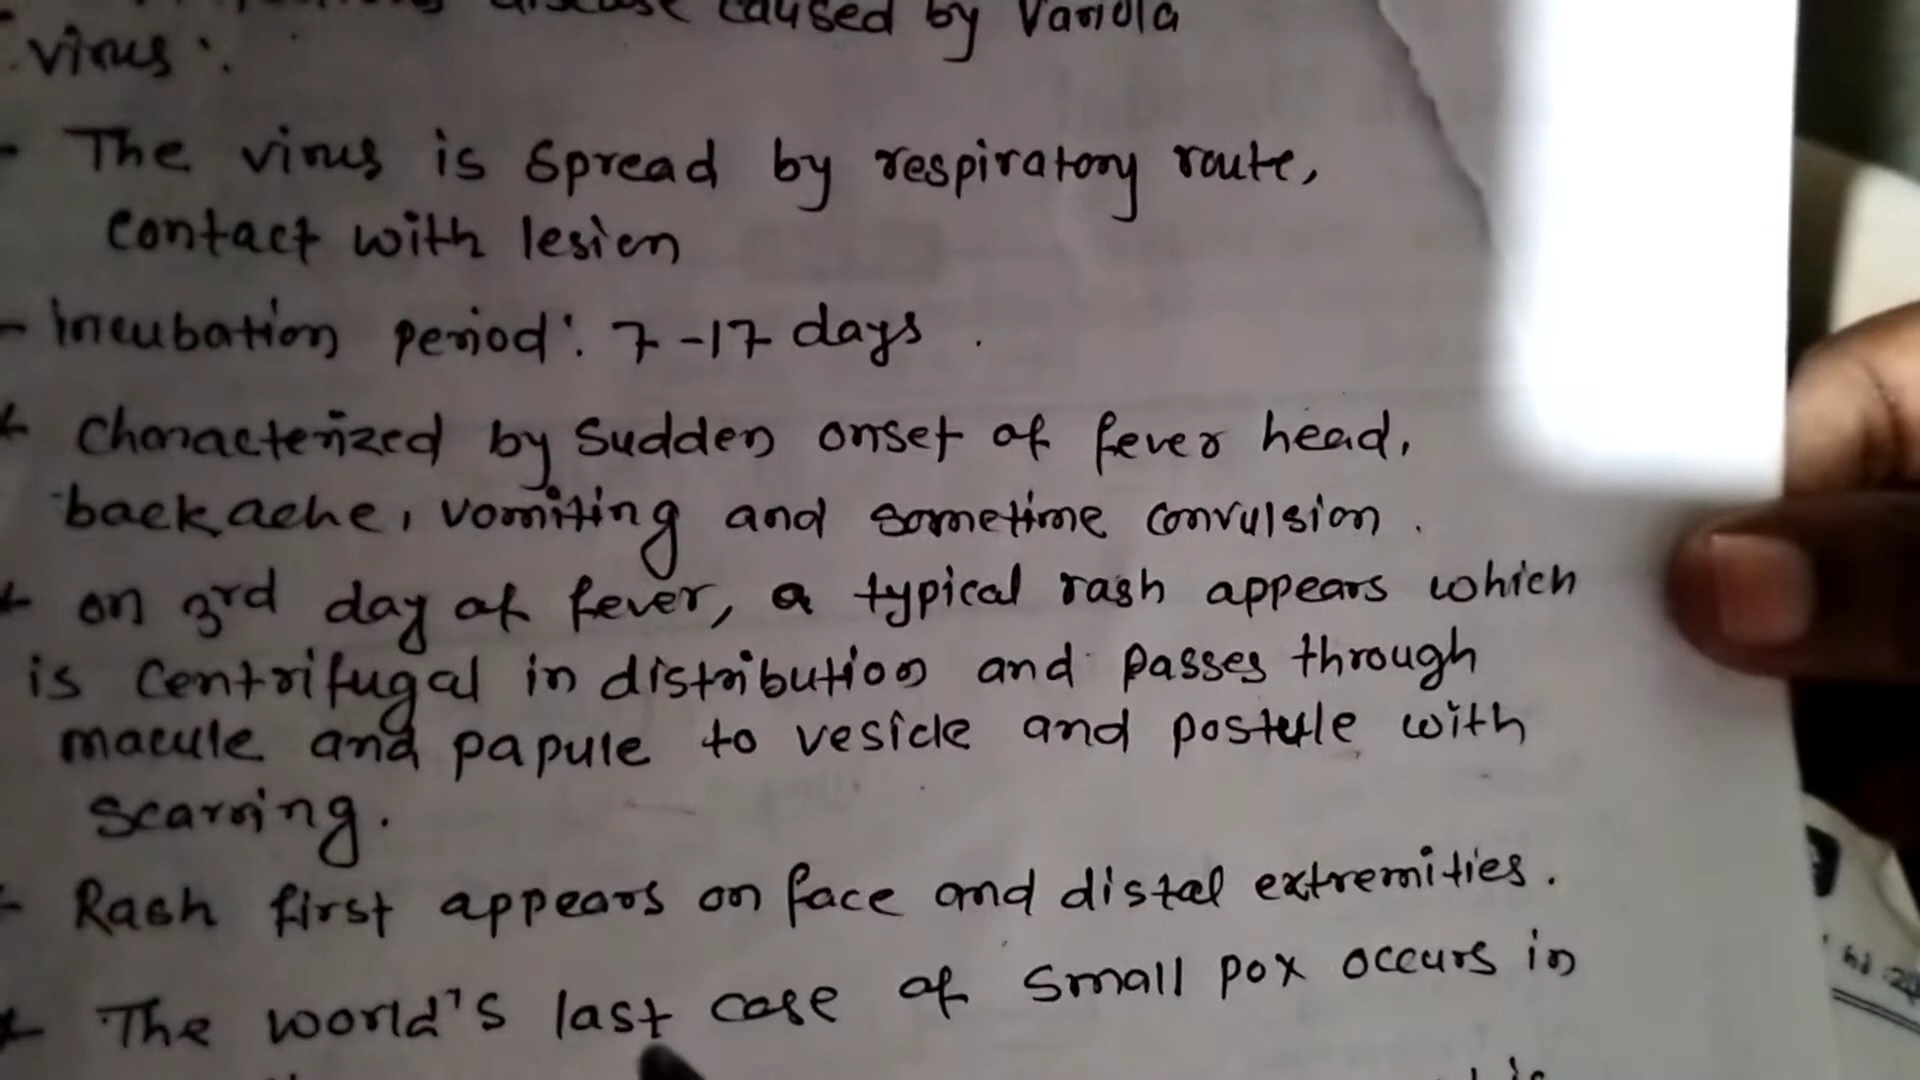 disease caused by Variola
virus.
- The virus is spread by respiratory route,
contact with lesion
- Incubation period: 7-17 days.
* Characterized by Sudden onset of fever head,
backache, vomiting and sometime convulsion.
* on 3rd day of fever, a typical rash appears which
is Centrifugal in distribution and passes through
macule and papule to vesicle and postule with
scarring.
- Rash first appears on face and distal extremities.
* The world's last case of small pox occurs in